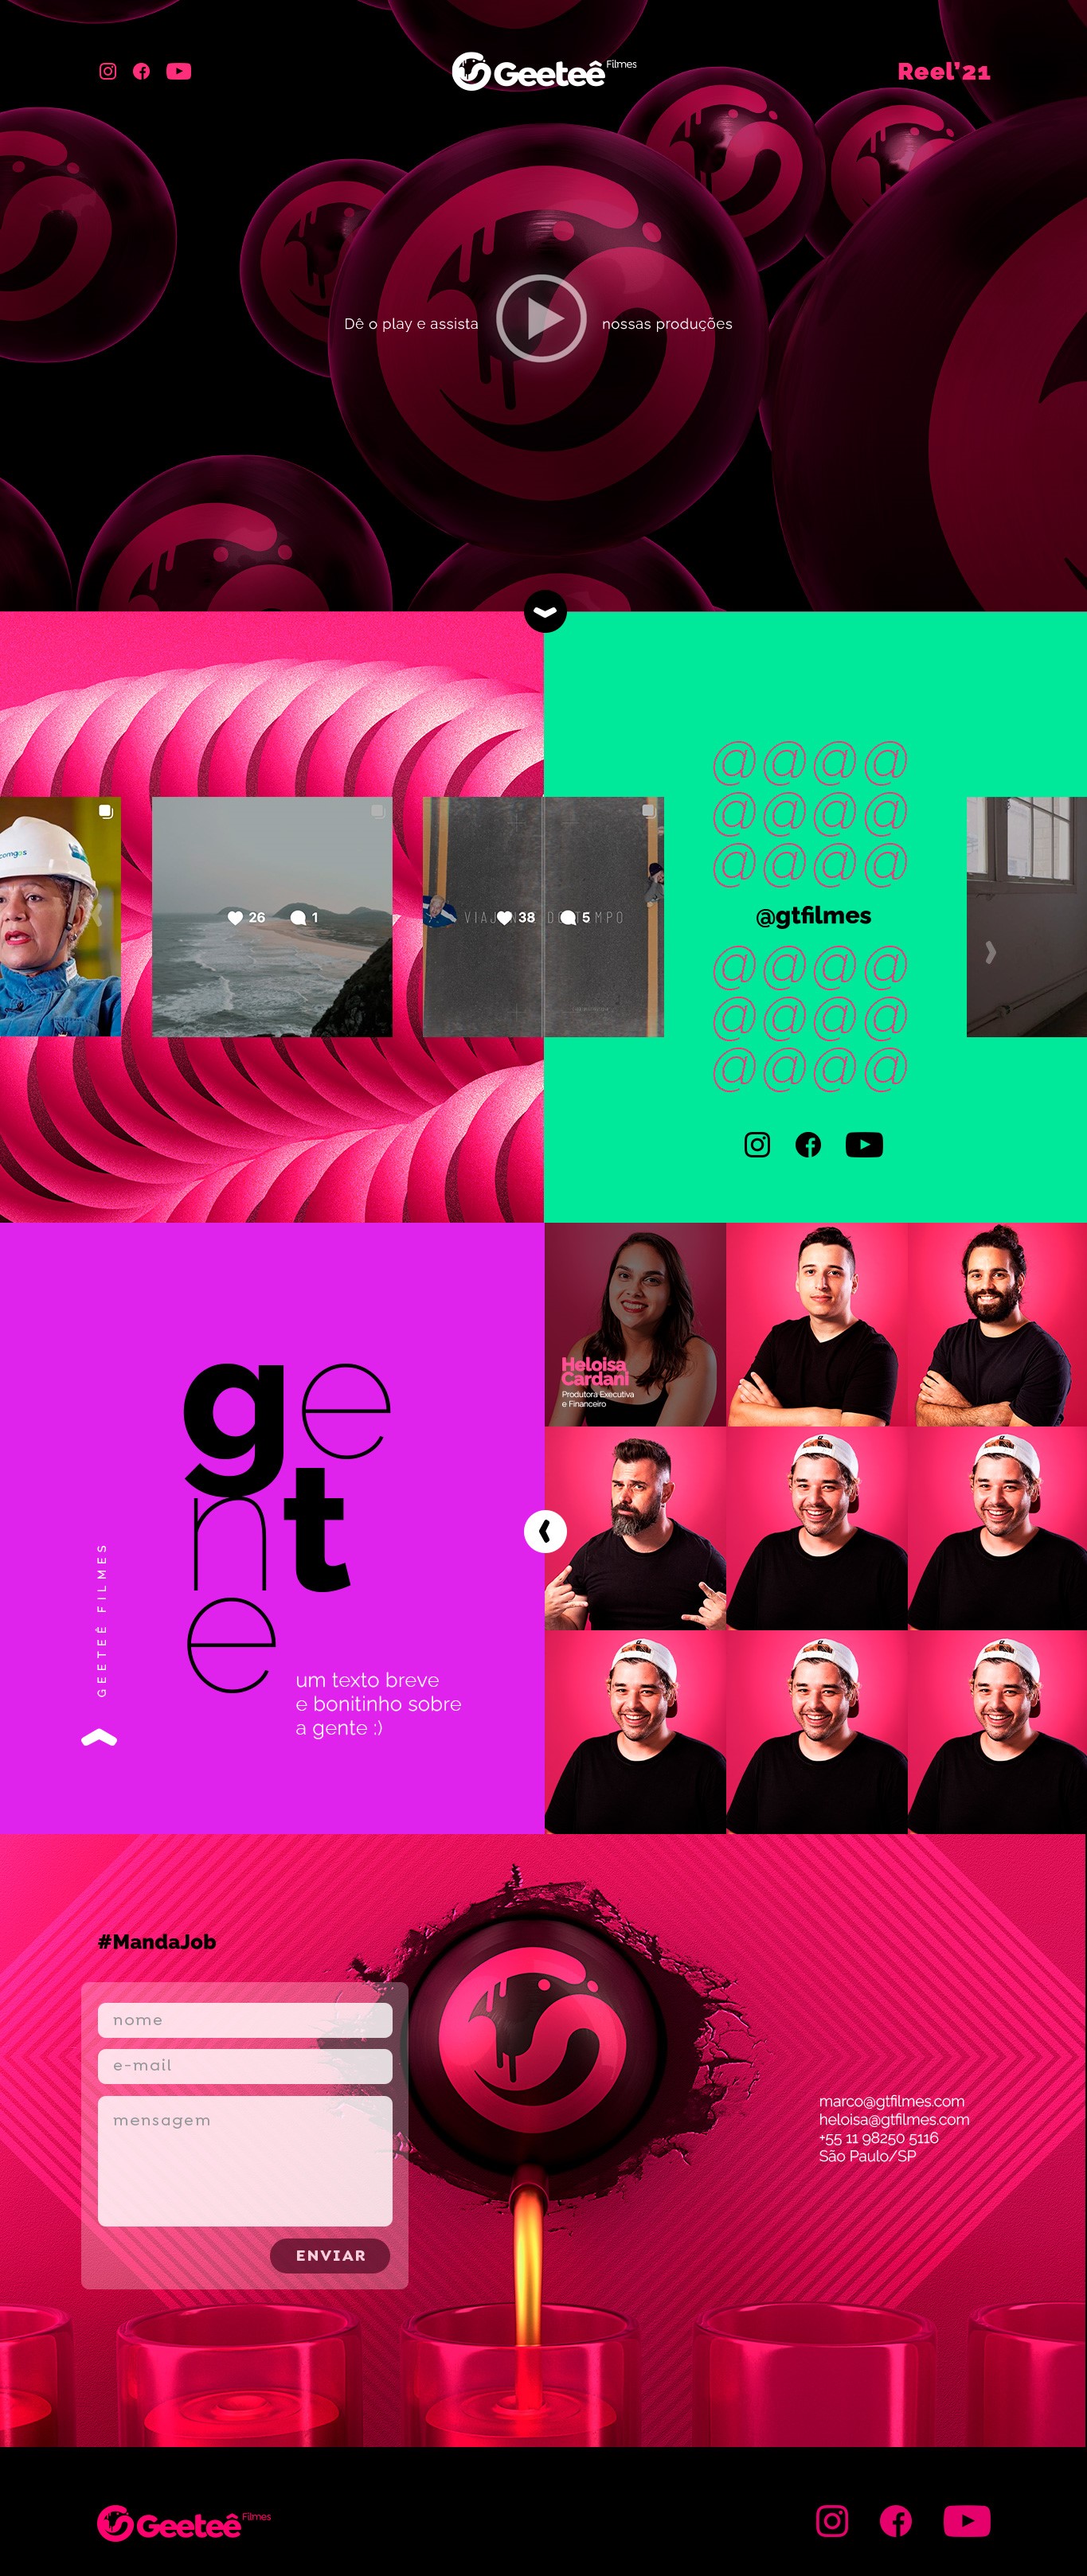 Geeteê Filmes
Reel'21
Dê o play e assista
nossas produções
@@@@
@@@@
@@@@
@gtfilmes
@@@@
@@@@
@@@@
comgas
26
1
38
5
gente
GEETEÊ FILMES
um texto breve
e bonitinho sobre
a gente :)
Heloisa
Cardani
Produtora Executiva
e Financeiro
#MandaJob
nome
e-mail
mensagem
ENVIAR
marco@gtfilmes.com
heloisa@gtfilmes.com
+55 11 98250 5116
São Paulo/SP
Geeteê Filmes